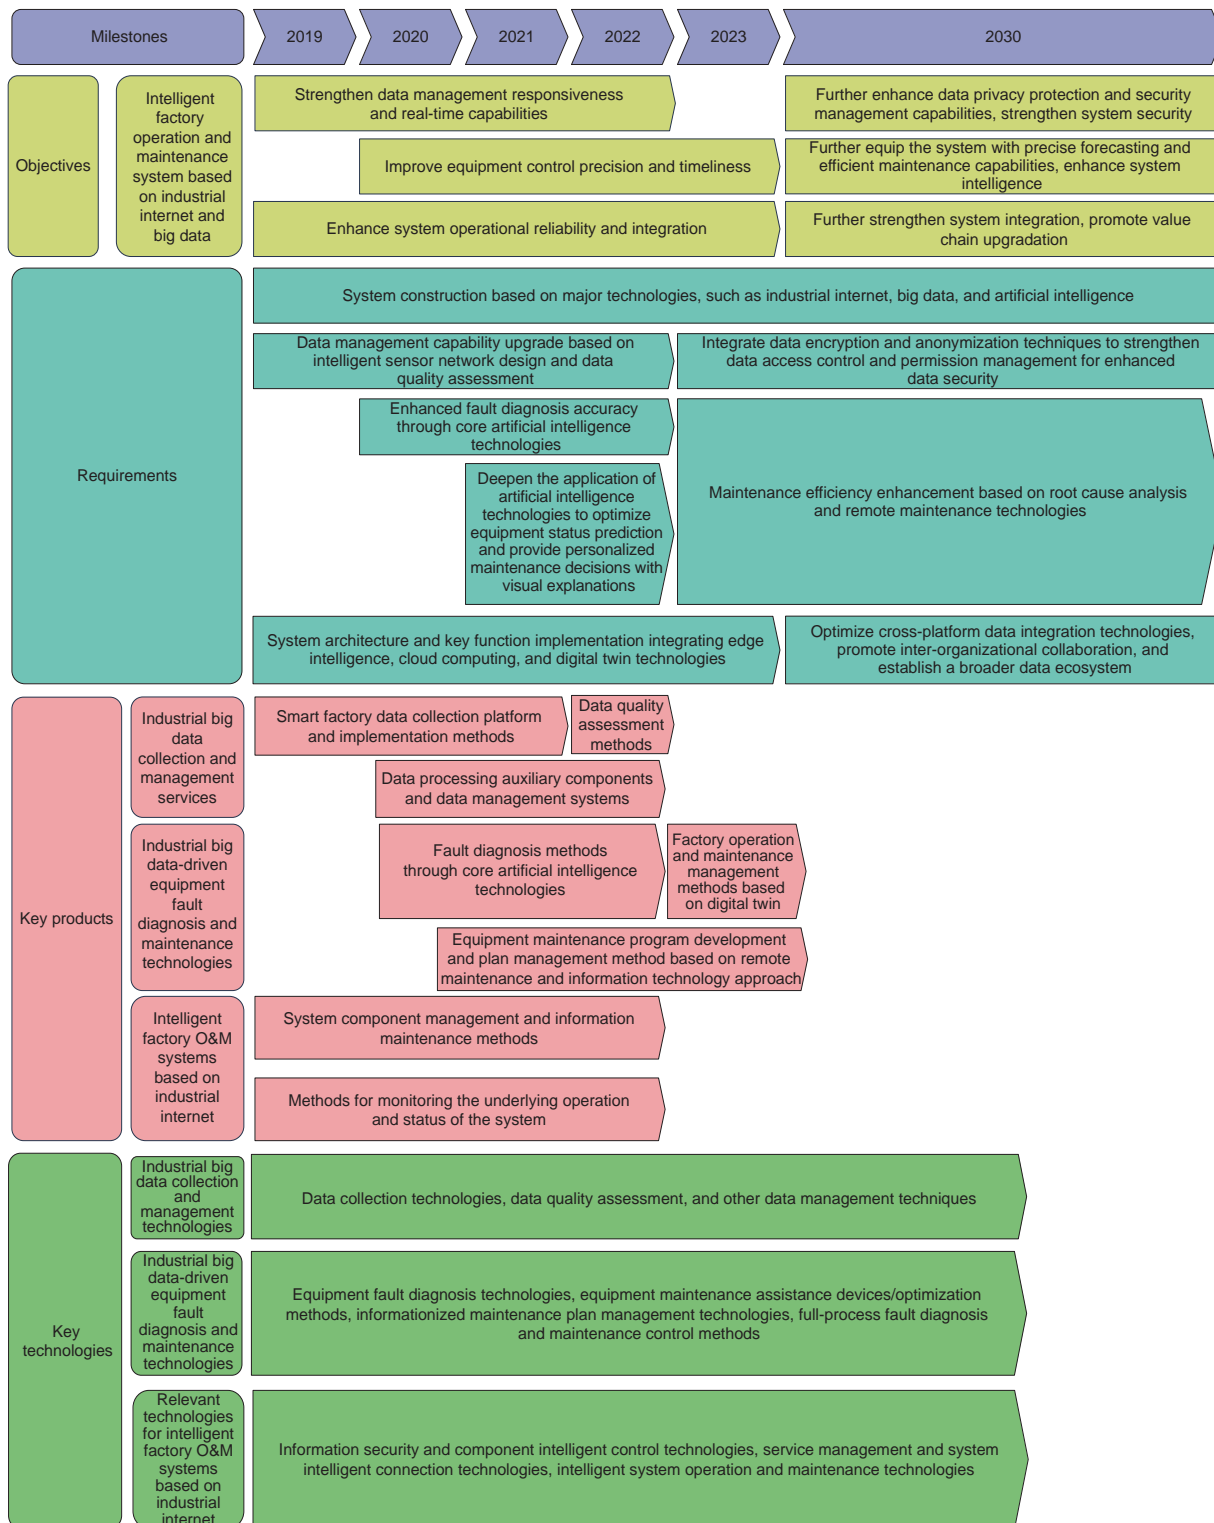 Milestones
2019
2020
2021
2022
2023
2030
Objectives
Intelligent
factory
operation and
maintenance
system based
on industrial
internet and
big data
Strengthen data management responsiveness
and real-time capabilities
Further enhance data privacy protection and security
management capabilities, strengthen system security
Improve equipment control precision and timeliness
Further equip the system with precise forecasting and
efficient maintenance capabilities, enhance system
intelligence
Enhance system operational reliability and integration
Further strengthen system integration, promote value
chain upgradation
Requirements
System construction based on major technologies, such as industrial internet, big data, and artificial intelligence
Data management capability upgrade based on
intelligent sensor network design and data
quality assessment
Integrate data encryption and anonymization techniques to strengthen
data access control and permission management for enhanced
data security
Enhanced fault diagnosis accuracy
through core artificial intelligence
technologies
Deepen the application of
artificial intelligence
technologies to optimize
equipment status prediction
and provide personalized
maintenance decisions with
visual explanations
Maintenance efficiency enhancement based on root cause analysis
and remote maintenance technologies
System architecture and key function implementation integrating edge
intelligence, cloud computing, and digital twin technologies
Optimize cross-platform data integration technologies,
promote inter-organizational collaboration, and
establish a broader data ecosystem
Key products
Industrial big
data
collection and
management
services
Smart factory data collection platform
and implementation methods
Data quality
assessment
methods
Data processing auxiliary components
and data management systems
Industrial big
data-driven
equipment
fault
diagnosis and
maintenance
technologies
Fault diagnosis methods
through core artificial intelligence
technologies
Factory operation
and maintenance
management
methods based
on digital twin
Equipment maintenance program development
and plan management method based on remote
maintenance and information technology approach
Intelligent
factory O&M
systems
based on
industrial
internet
System component management and information
maintenance methods
Methods for monitoring the underlying operation
and status of the system
Key
technologies
Industrial big
data collection
and
management
technologies
Data collection technologies, data quality assessment, and other data management techniques
Industrial big
data-driven
equipment
fault
diagnosis and
maintenance
technologies
Equipment fault diagnosis technologies, equipment maintenance assistance devices/optimization
methods, informationized maintenance plan management technologies, full-process fault diagnosis
and maintenance control methods
Relevant
technologies
for intelligent
factory O&M
systems
based on
industrial
internet
Information security and component intelligent control technologies, service management and system
intelligent connection technologies, intelligent system operation and maintenance technologies